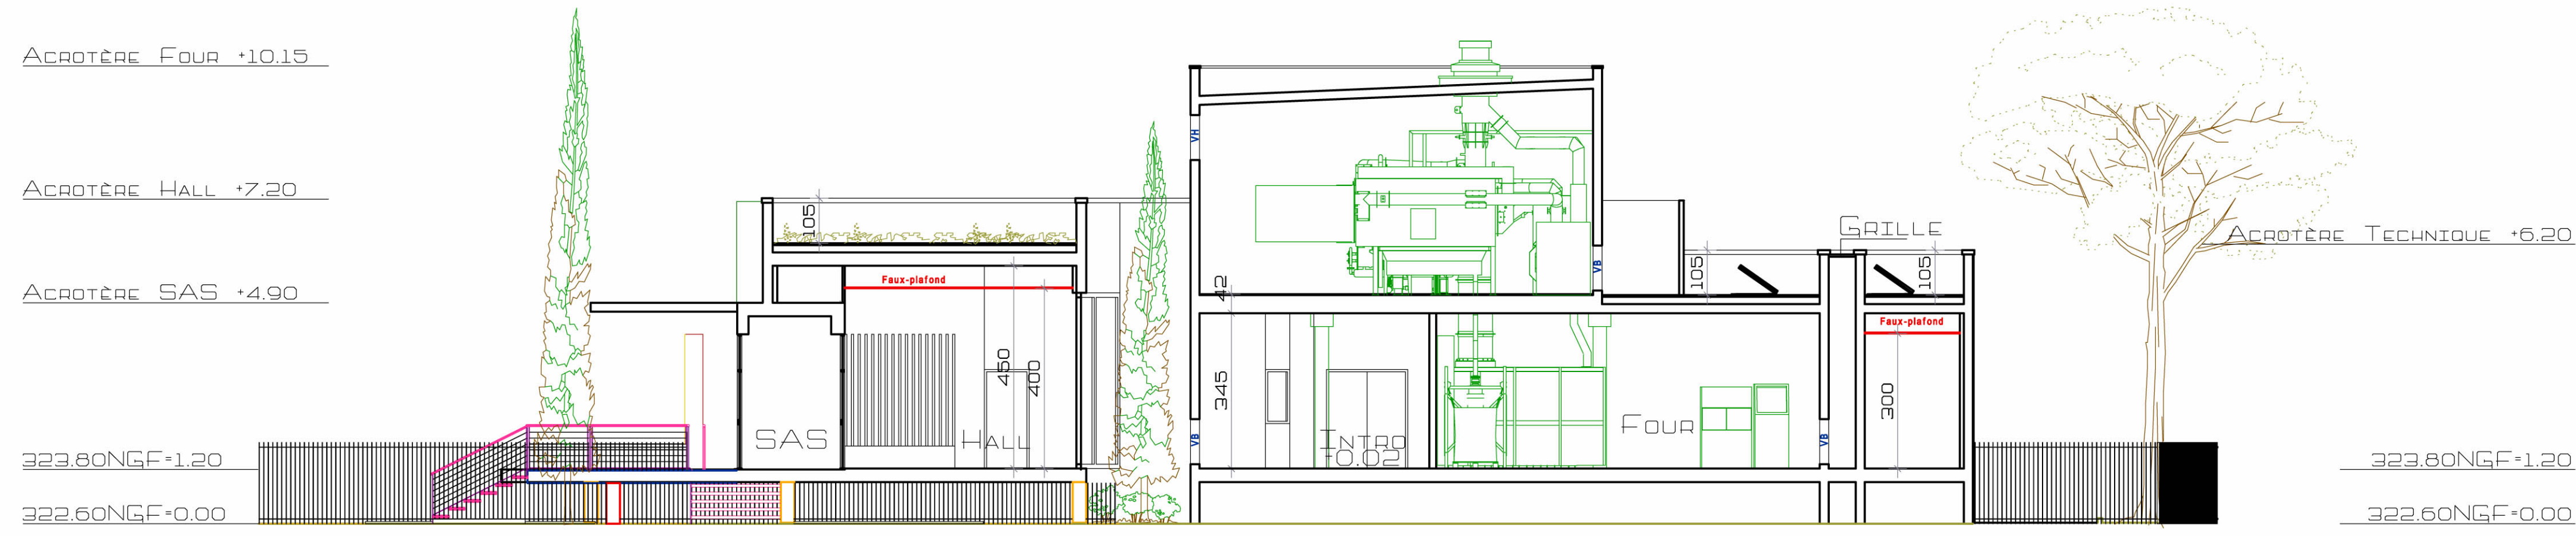 Acrotère Four +10.15
Acrotère Hall +7.20
Acrotère SAS +4.90
323.80NGF=1.20
322.60NGF=0.00
105
Faux-plafond
450
400
SAS
Hall
VH
VB
42
345
VB
Intro
+0.02
Four
VB
105
Grille
105
Faux-plafond
300
Acrotère Technique +6.20
323.80NGF=1.20
322.60NGF=0.00